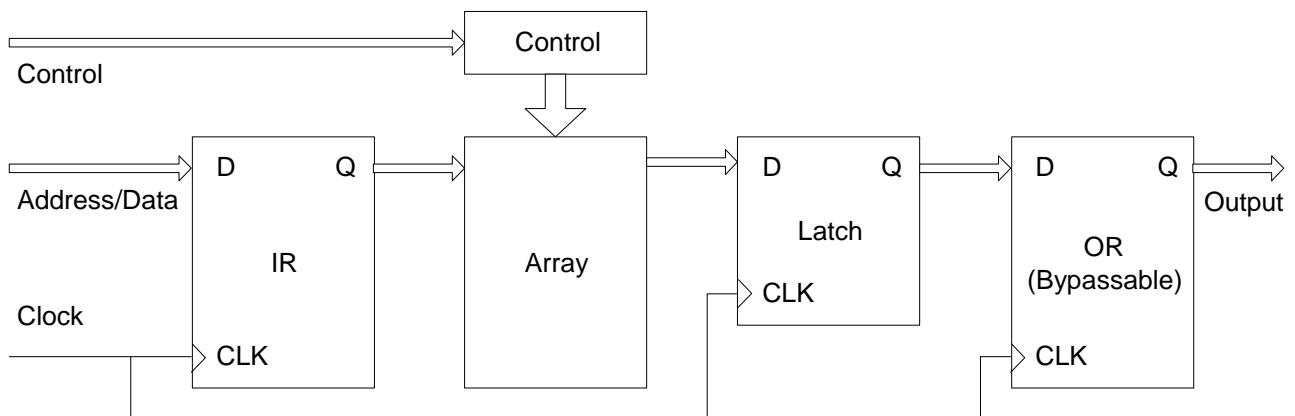 Control
Control
D
Q
Address/Data
IR
Clock
CLK
Array
D
Q
Latch
CLK
D
Q
OR
(Bypassable)
CLK
Output